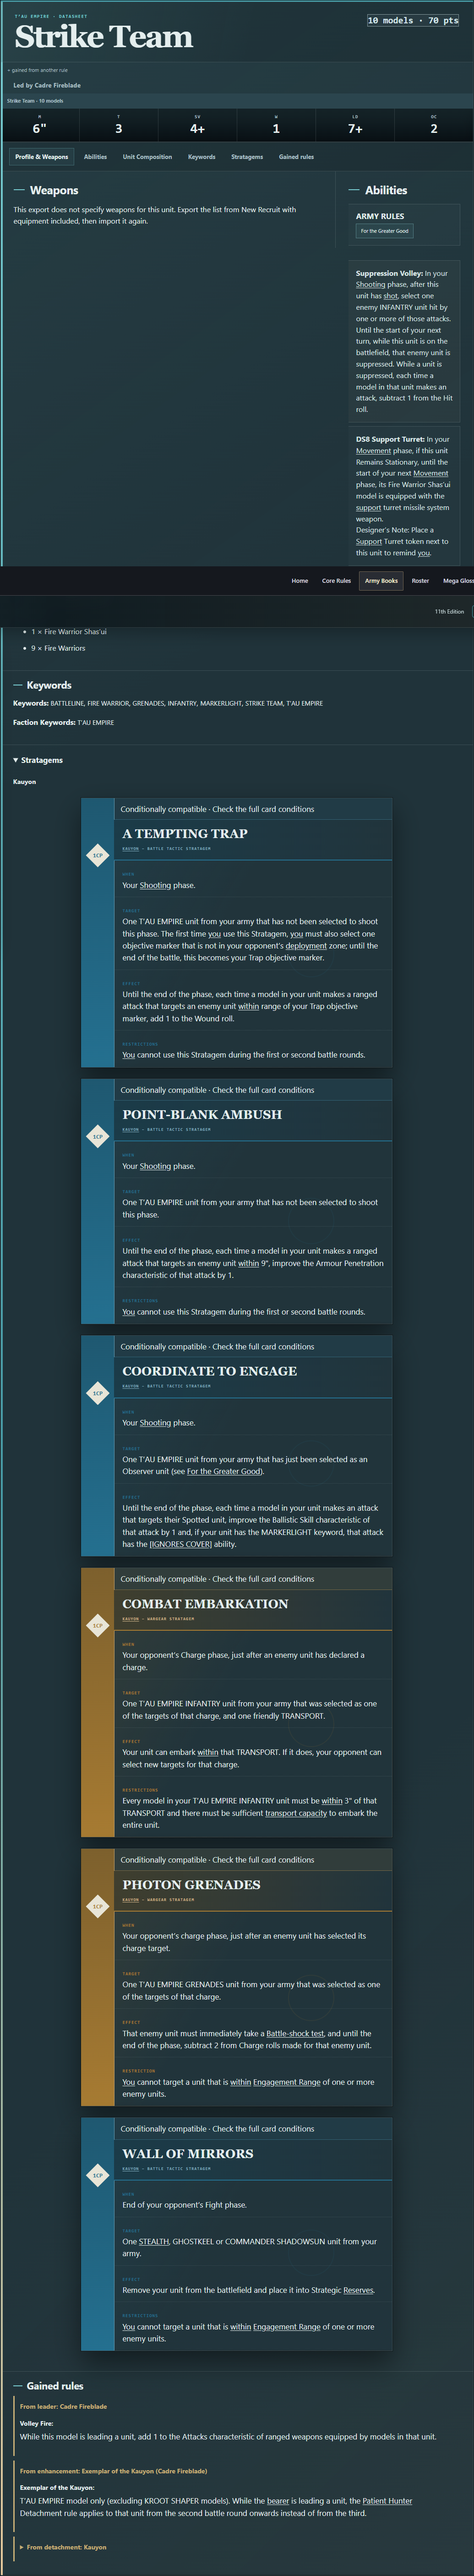 T'AU EMPIRE · DATASHEET
Strike Team
10 models · 70 pts
+ gained from another rule
Led by Cadre Fireblade
Strike Team · 10 models
M
T
SV
W
LD
OC
6"
3
4+
1
7+
2
Profile & Weapons
Abilities
Unit Composition
Keywords
Stratagems
Gained rules
Weapons
This export does not specify weapons for this unit. Export the list from New Recruit with
equipment included, then import it again.
Abilities
ARMY RULES
For the Greater Good
Suppression Volley: In your
Shooting phase, after this
unit has shot, select one
enemy INFANTRY unit hit by
one or more of those attacks.
Until the start of your next
turn, while this unit is on the
battlefield, that enemy unit is
suppressed. While a unit is
suppressed, each time a
model in that unit makes an
attack, subtract 1 from the Hit
roll.
DS8 Support Turret: In your
Movement phase, if this unit
Remains Stationary, until the
start of your next Movement
phase, its Fire Warrior Shas'ui
model is equipped with the
support turret missile system
weapon.
Designer's Note: Place a
Support Turret token next to
this unit to remind you.
Home
Core Rules
Army Books
Roster
Mega Gloss
11th Edition
1 × Fire Warrior Shas'ui
9 × Fire Warriors
Keywords
Keywords: BATTLELINE, FIRE WARRIOR, GRENADES, INFANTRY, MARKERLIGHT, STRIKE TEAM, T'AU EMPIRE
Faction Keywords: T'AU EMPIRE
Stratagems
Kauyon
Conditionally compatible · Check the full card conditions
1CP
A TEMPTING TRAP
KAUYON – BATTLE TACTIC STRATAGEM
WHEN
Your Shooting phase.
TARGET
One T'AU EMPIRE unit from your army that has not been selected to shoot
this phase. The first time you use this Stratagem, you must also select one
objective marker that is not in your opponent's deployment zone; until the
end of the battle, this becomes your Trap objective marker.
EFFECT
Until the end of the phase, each time a model in your unit makes a ranged
attack that targets an enemy unit within range of your Trap objective
marker, add 1 to the Wound roll.
RESTRICTIONS
You cannot use this Stratagem during the first or second battle rounds.
Conditionally compatible · Check the full card conditions
1CP
POINT-BLANK AMBUSH
KAUYON – BATTLE TACTIC STRATAGEM
WHEN
Your Shooting phase.
TARGET
One T'AU EMPIRE unit from your army that has not been selected to shoot
this phase.
EFFECT
Until the end of the phase, each time a model in your unit makes a ranged
attack that targets an enemy unit within 9", improve the Armour Penetration
characteristic of that attack by 1.
RESTRICTIONS
You cannot use this Stratagem during the first or second battle rounds.
Conditionally compatible · Check the full card conditions
1CP
COORDINATE TO ENGAGE
KAUYON – BATTLE TACTIC STRATAGEM
WHEN
Your Shooting phase.
TARGET
One T'AU EMPIRE unit from your army that has just been selected as an
Observer unit (see For the Greater Good).
EFFECT
Until the end of the phase, each time a model in your unit makes an attack
that targets their Spotted unit, improve the Ballistic Skill characteristic of
that attack by 1 and, if your unit has the MARKERLIGHT keyword, that attack
has the [IGNORES COVER] ability.
Conditionally compatible · Check the full card conditions
1CP
COMBAT EMBARKATION
KAUYON – WARGEAR STRATAGEM
WHEN
Your opponent's Charge phase, just after an enemy unit has declared a
charge.
TARGET
One T'AU EMPIRE INFANTRY unit from your army that was selected as one
of the targets of that charge, and one friendly TRANSPORT.
EFFECT
Your unit can embark within that TRANSPORT. If it does, your opponent can
select new targets for that charge.
RESTRICTIONS
Every model in your T'AU EMPIRE INFANTRY unit must be within 3" of that
TRANSPORT and there must be sufficient transport capacity to embark the
entire unit.
Conditionally compatible · Check the full card conditions
1CP
PHOTON GRENADES
KAUYON – WARGEAR STRATAGEM
WHEN
Your opponent's charge phase, just after an enemy unit has selected its
charge target.
TARGET
One T'AU EMPIRE GRENADES unit from your army that was selected as one
of the targets of that charge.
EFFECT
That enemy unit must immediately take a Battle-shock test, and until the
end of the phase, subtract 2 from Charge rolls made for that enemy unit.
RESTRICTION
You cannot target a unit that is within Engagement Range of one or more
enemy units.
Conditionally compatible · Check the full card conditions
1CP
WALL OF MIRRORS
KAUYON – BATTLE TACTIC STRATAGEM
WHEN
End of your opponent's Fight phase.
TARGET
One STEALTH, GHOSTKEEL or COMMANDER SHADOWSUN unit from your
army.
EFFECT
Remove your unit from the battlefield and place it into Strategic Reserves.
RESTRICTIONS
You cannot target a unit that is within Engagement Range of one or more
enemy units.
Gained rules
From leader: Cadre Fireblade
Volley Fire:
While this model is leading a unit, add 1 to the Attacks characteristic of ranged weapons equipped by models in that unit.
From enhancement: Exemplar of the Kauyon (Cadre Fireblade)
Exemplar of the Kauyon:
T'AU EMPIRE model only (excluding KROOT SHAPER models). While the bearer is leading a unit, the Patient Hunter
Detachment rule applies to that unit from the second battle round onwards instead of from the third.
From detachment: Kauyon